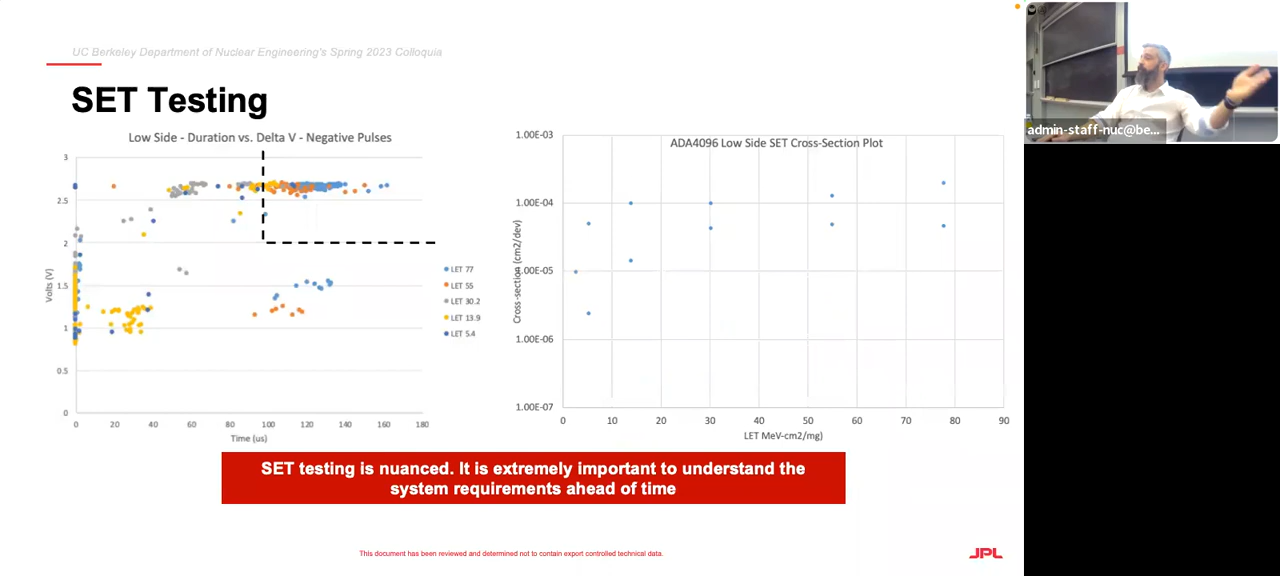 UC Berkeley Department of Nuclear Engineering's Spring 2023 Colloquia
SET Testing
Low Side - Duration vs. Delta V - Negative Pulses
3
2.5
2
1.5
1
0.5
0
Volts (V)
0 20 40 60 80 100 120 140 160 180
Time (us)
LET 77
LET 55
LET 30.2
LET 13.9
LET 5.4
ADA4096 Low Side SET Cross-Section Plot
1.00E-03
1.00E-04
1.00E-05
1.00E-06
1.00E-07
Cross-section (cm2/dev)
0 10 20 30 40 50 60 70 80 90
LET MeV-cm2/mg)
SET testing is nuanced. It is extremely important to understand the
system requirements ahead of time
This document has been reviewed and determined not to contain export controlled technical data.
JPL
admin-staff-nuc@be...